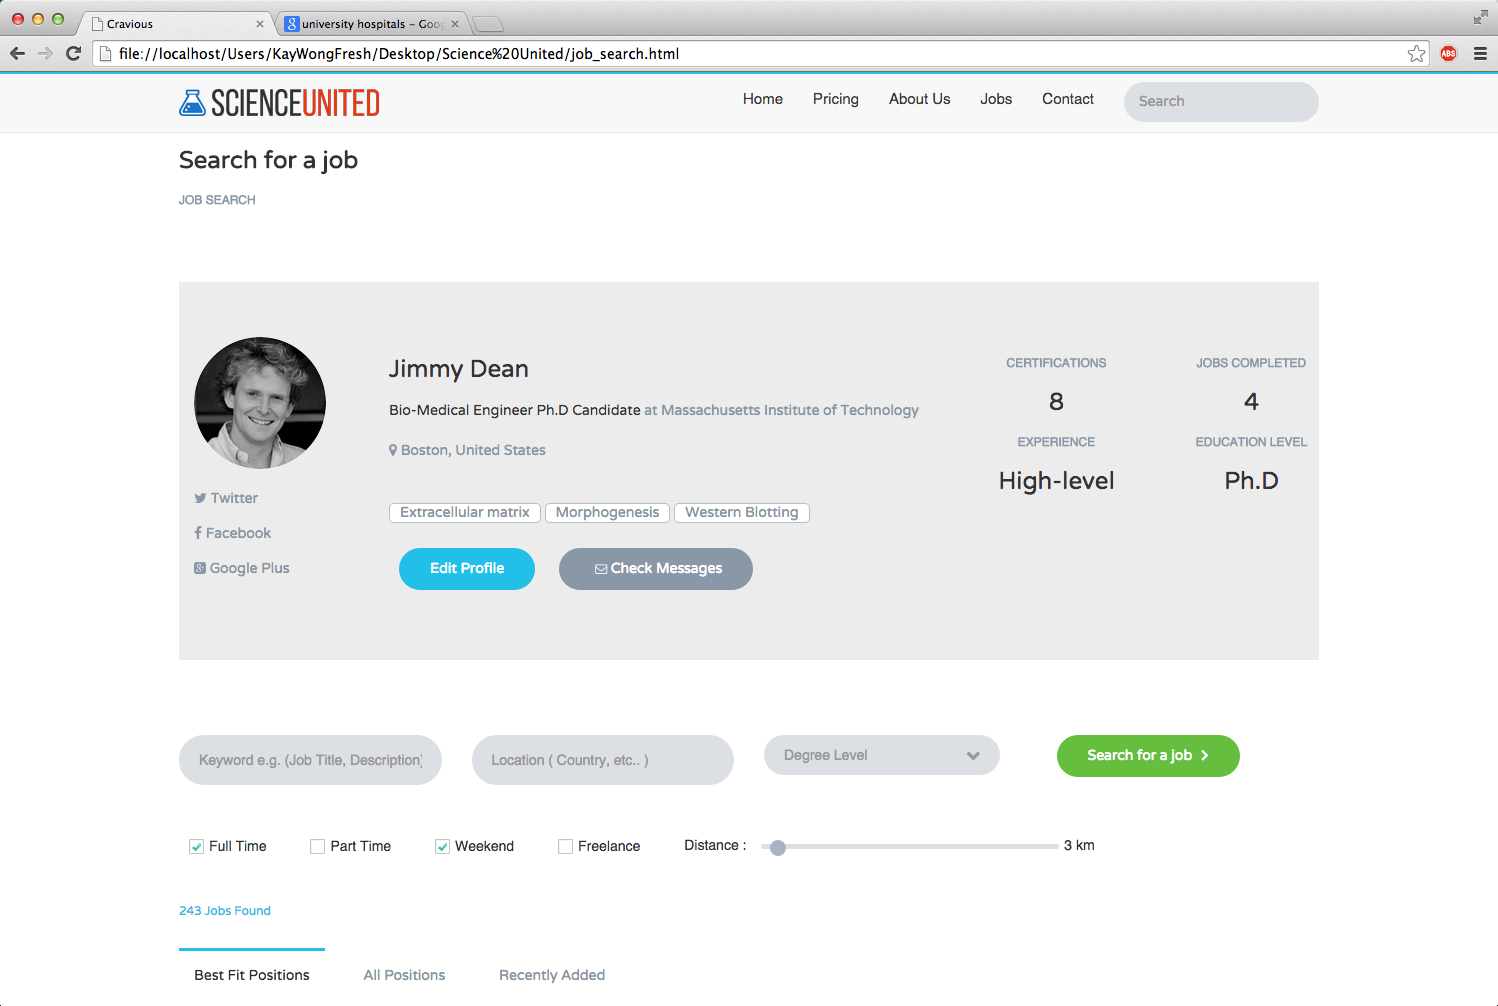 Cravious
university hospitals – Goo
file://localhost/Users/KayWongFresh/Desktop/Science%20United/job_search.html
ABS
SCIENCEUNITED
Home Pricing About Us Jobs Contact Search
Search for a job
JOB SEARCH
Jimmy Dean
Bio-Medical Engineer Ph.D Candidate at Massachusetts Institute of Technology
Boston, United States
Extracellular matrix Morphogenesis Western Blotting
Edit Profile Check Messages
Twitter
Facebook
Google Plus
CERTIFICATIONS JOBS COMPLETED
8 4
EXPERIENCE EDUCATION LEVEL
High-level Ph.D
Keyword e.g. (Job Title, Description) Location ( Country, etc.. ) Degree Level Search for a job
Full Time Part Time Weekend Freelance Distance : 3 km
243 Jobs Found
Best Fit Positions All Positions Recently Added